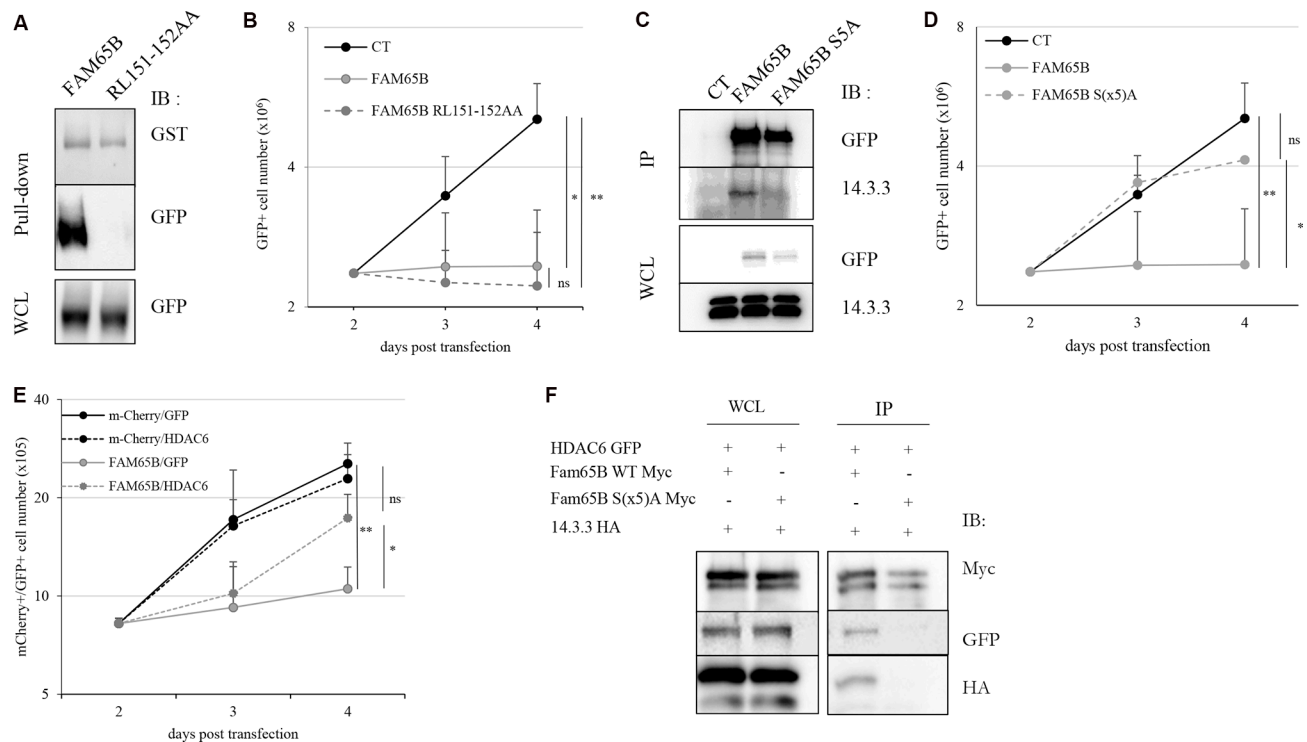 A
FAM65B
RL151-152AA
IB :
Pull-down
GST
GFP
WCL
GFP
B
8
4
2
GFP+ cell number (x10⁶)
CT
FAM65B
FAM65B RL151-152AA
* **
ns
2 3 4
days post transfection
C
CT
FAM65B
FAM65B S5A
IB :
IP
GFP
14.3.3
WCL
GFP
14.3.3
D
8
4
2
GFP+ cell number (x10⁶)
CT
FAM65B
FAM65B S(x5)A
ns
**
*
2 3 4
days post transfection
E
40
20
10
5
mCherry+/GFP+ cell number (x105)
m-Cherry/GFP
m-Cherry/HDAC6
FAM65B/GFP
FAM65B/HDAC6
ns
**
*
2 3 4
days post transfection
F
WCL IP
HDAC6 GFP + + + +
Fam65B WT Myc + - + -
Fam65B S(x5)A Myc - + - +
14.3.3 HA + + + +
IB:
Myc
GFP
HA